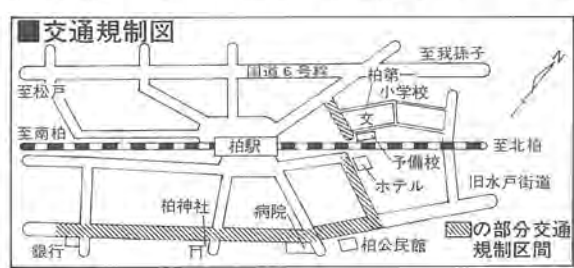 ■交通規制図
国道6号線
至我孫子
柏第一
小学校
至松戸
文
至南柏
柏駅
至北柏
予備校
ホテル
旧水戸街道
柏神社
病院
の部分交通
規制区間
銀行
柏公民館
N